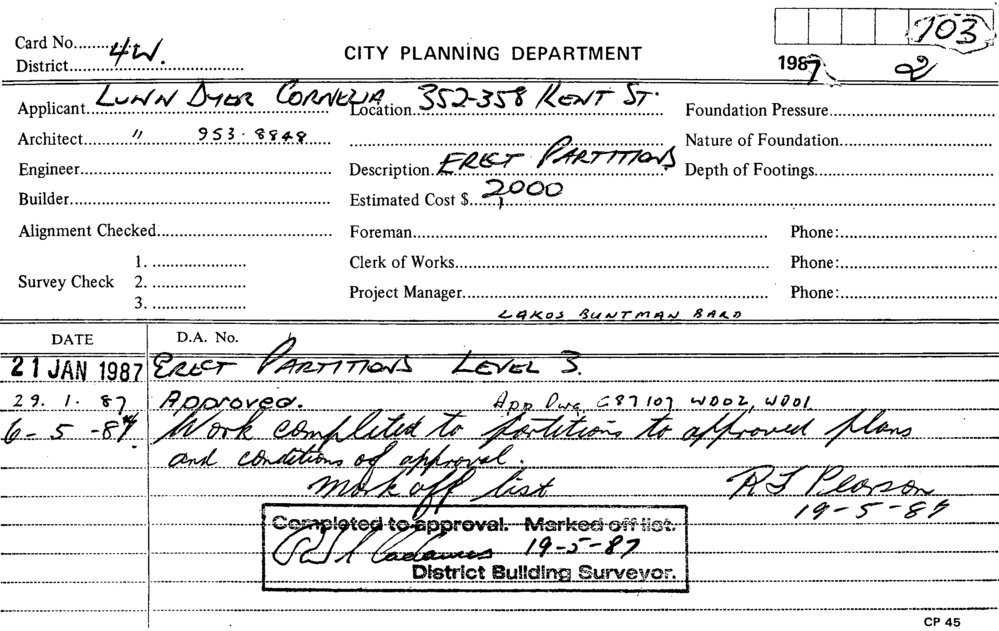 Card No. 4W. CITY PLANNING DEPARTMENT 103
District 1987 2
Applicant LUNN DYER CORNELIA Location 352-358 KENT ST. Foundation Pressure
Architect " 953.8848 Nature of Foundation
Engineer Description ERECT PARTITIONS Depth of Footings
Builder Estimated Cost $ 2,000
Alignment Checked Foreman Phone:
1. Clerk of Works Phone:
Survey Check 2.
3. Project Manager Phone:
LAKOS BUNTMAN BARD
DATE D.A. No.
21 JAN 1987 ERECT PARTITIONS LEVEL 3.
29. 1. 87 Approved. App Dwg C87107 WD02, WD01
6-5-87 Work completed to partitions to approved plans
and conditions of approval.
Mark off list R J Pearson
19-5-87
Completed to approval. Marked off list.
19-5-87
District Building Surveyor.
CP 45